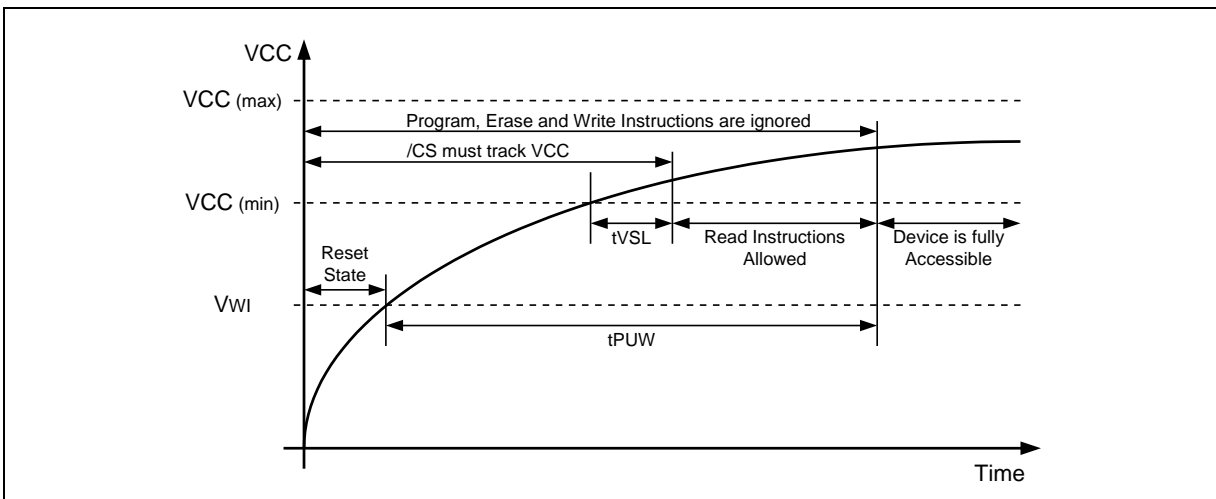 VCC
VCC (max)
Program, Erase and Write Instructions are ignored
/CS must track VCC
VCC (min)
tVSL
Read Instructions
Allowed
Device is fully
Accessible
Reset
State
VWI
tPUW
Time